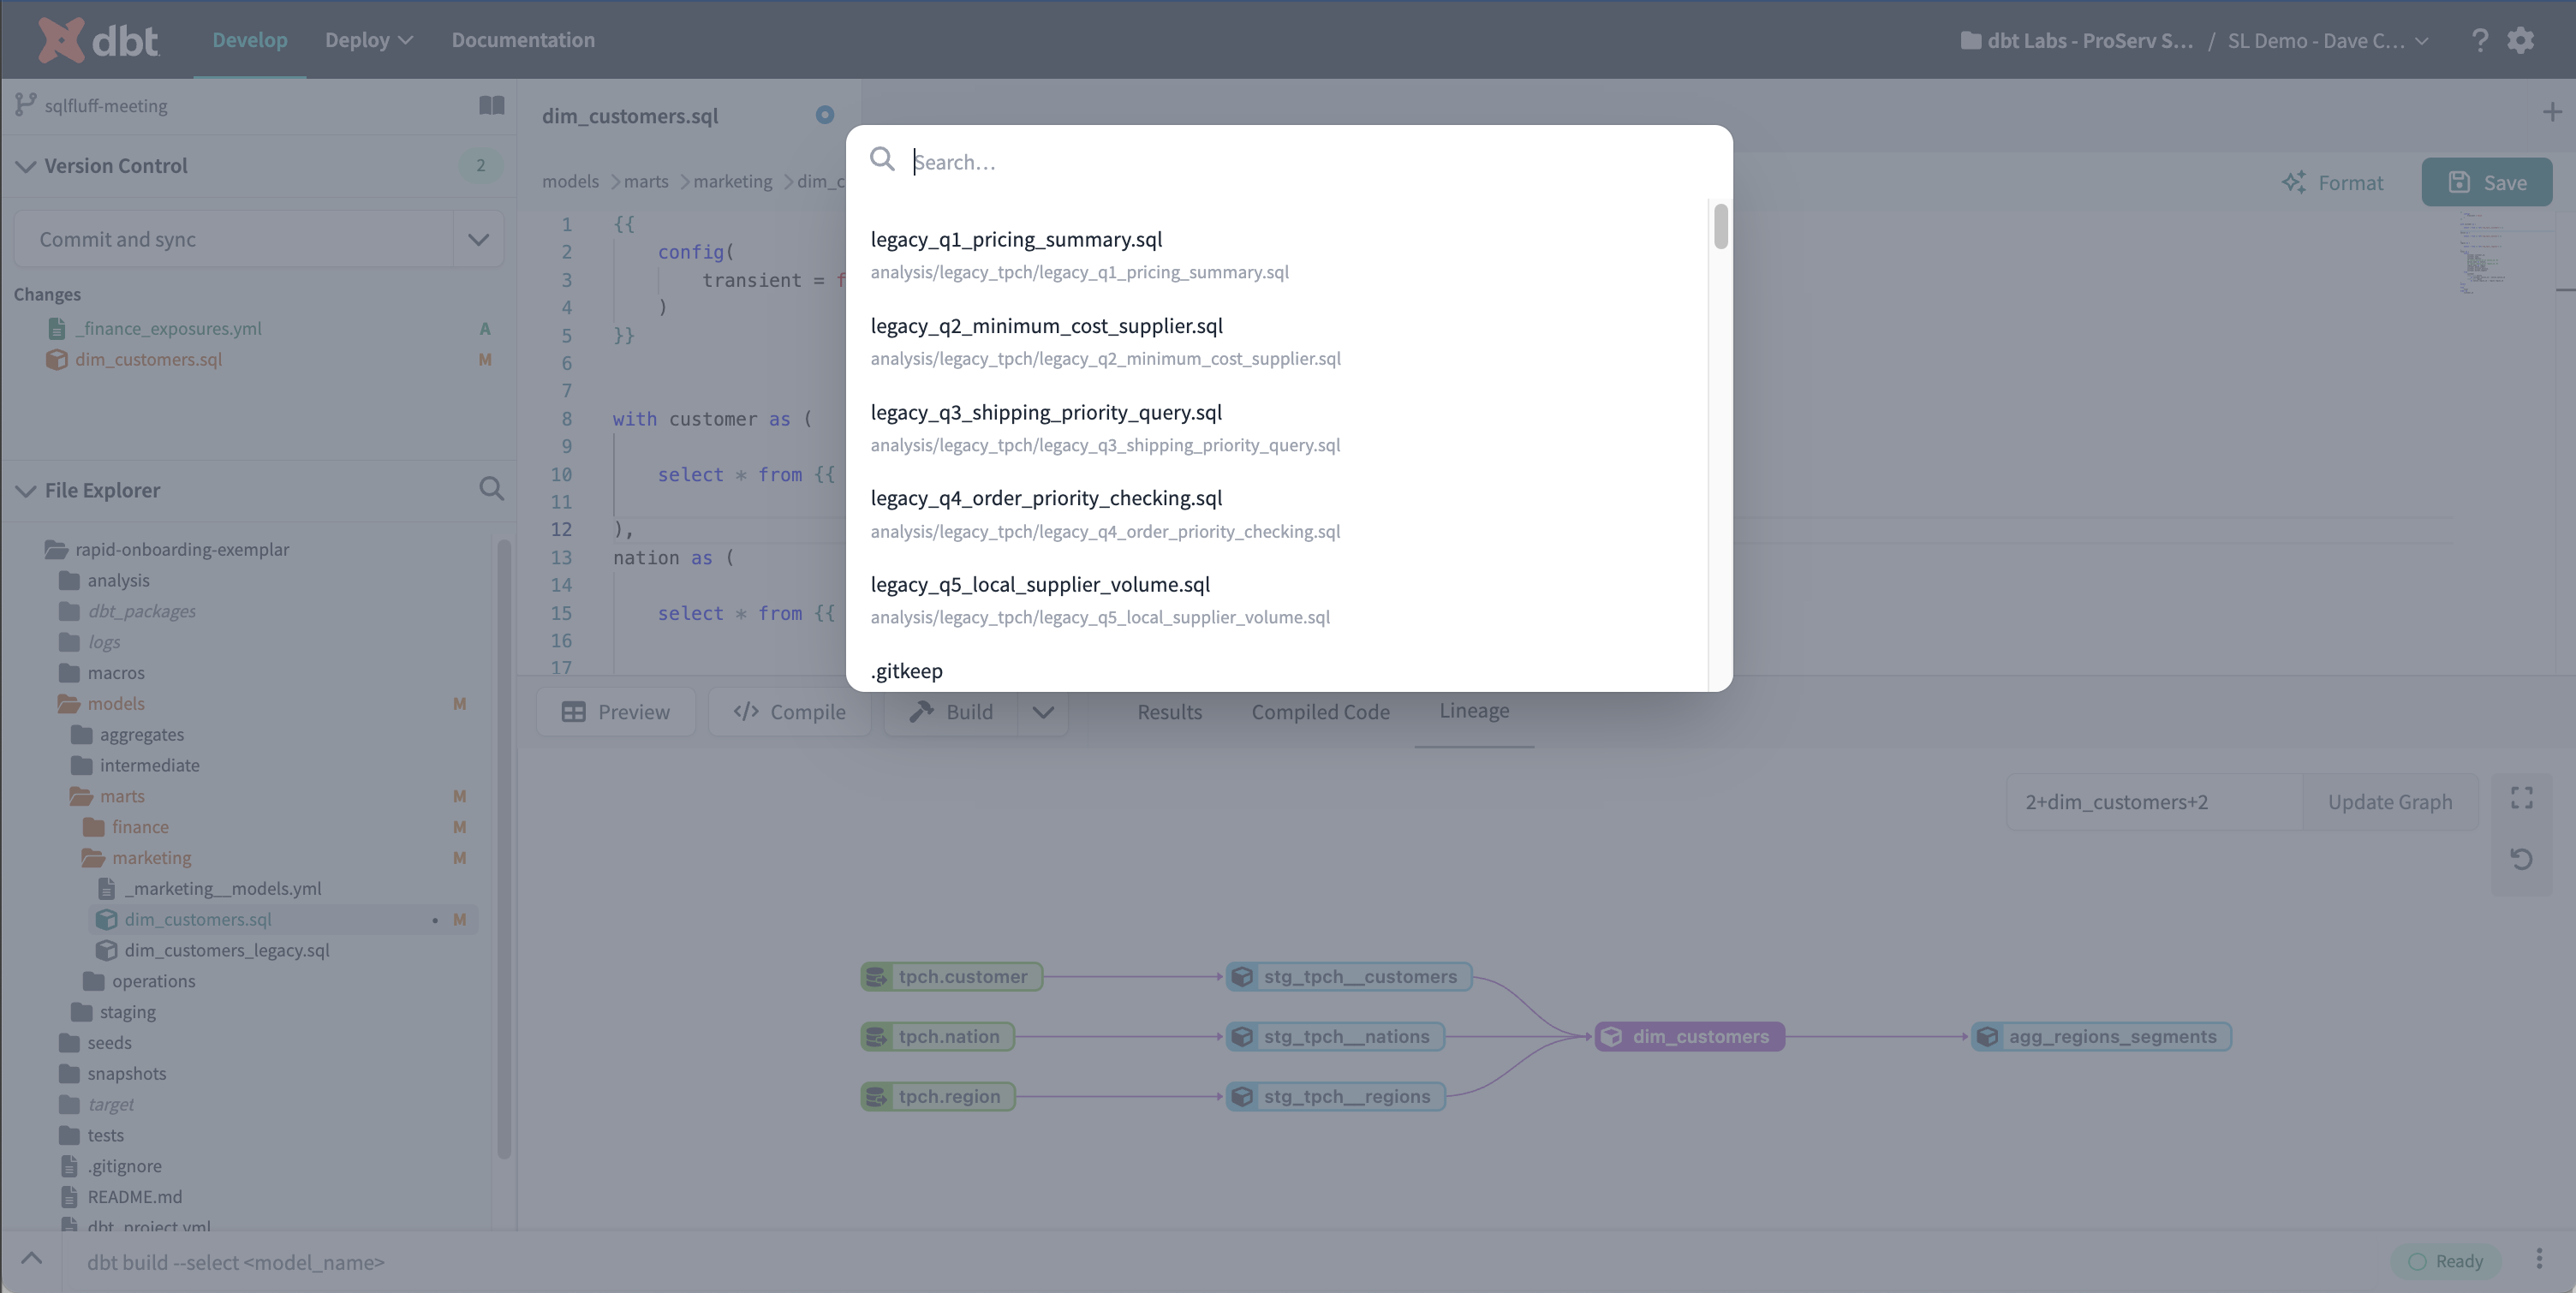 dbt
Develop
Deploy
Documentation
dbt Labs - ProServ S... / SL Demo - Dave C...
?
sqlfluff-meeting
Version Control
2
Commit and sync
Changes
_finance_exposures.yml A
dim_customers.sql M
File Explorer
rapid-onboarding-exemplar
analysis
dbt_packages
logs
macros
models M
aggregates
intermediate
marts M
finance M
marketing M
_marketing__models.yml
dim_customers.sql • M
dim_customers_legacy.sql
operations
staging
seeds
snapshots
target
tests
.gitignore
README.md
dbt_project.yml
dim_customers.sql
models > marts > marketing > dim_c
Format
Save
1 {{
2 config(
3 transient = f
4 )
5 }}
6
7
8 with customer as (
9
10 select * from {{
11
12 ),
13 nation as (
14
15 select * from {{
16
17
Search...
legacy_q1_pricing_summary.sql
analysis/legacy_tpch/legacy_q1_pricing_summary.sql
legacy_q2_minimum_cost_supplier.sql
analysis/legacy_tpch/legacy_q2_minimum_cost_supplier.sql
legacy_q3_shipping_priority_query.sql
analysis/legacy_tpch/legacy_q3_shipping_priority_query.sql
legacy_q4_order_priority_checking.sql
analysis/legacy_tpch/legacy_q4_order_priority_checking.sql
legacy_q5_local_supplier_volume.sql
analysis/legacy_tpch/legacy_q5_local_supplier_volume.sql
.gitkeep
Preview
</> Compile
Build
Results
Compiled Code
Lineage
2+dim_customers+2
Update Graph
tpch.customer
stg_tpch__customers
tpch.nation
stg_tpch__nations
dim_customers
agg_regions_segments
tpch.region
stg_tpch__regions
dbt build --select <model_name>
Ready